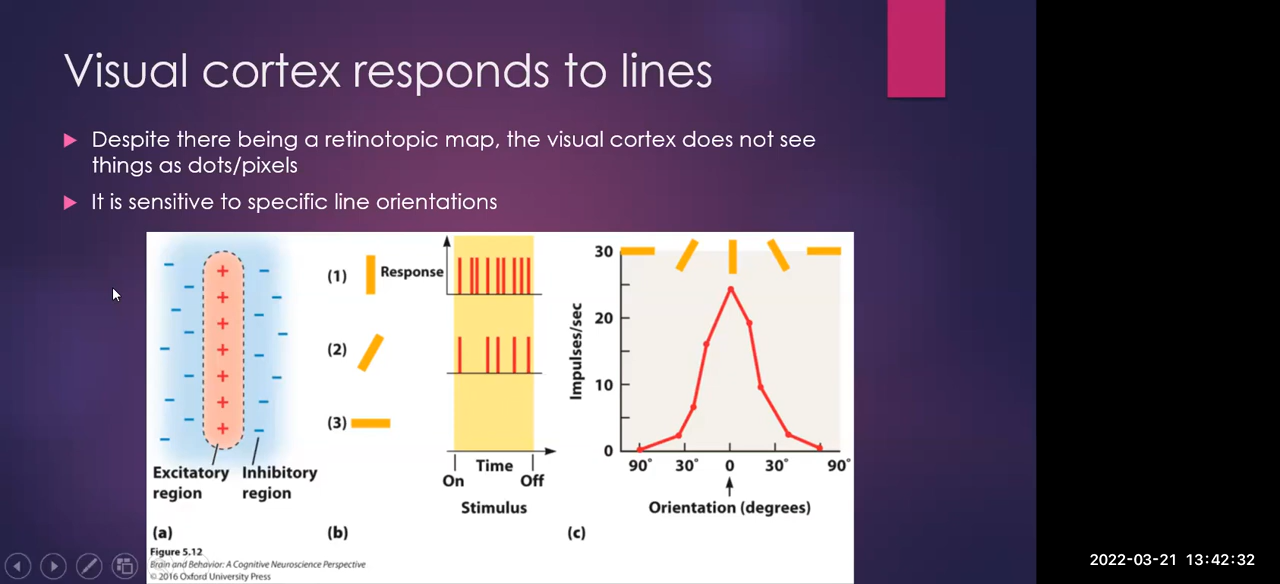 Visual cortex responds to lines
Despite there being a retinotopic map, the visual cortex does not see
things as dots/pixels
It is sensitive to specific line orientations
+
+
+
+
+
+
+
Excitatory
region
Inhibitory
region
(a)
(1)
Response
(2)
(3)
Time
On
Off
Stimulus
(b)
30
20
10
0
Impulses/sec
90° 30° 0 30° 90°
Orientation (degrees)
(c)
Figure 5.12
Brain and Behavior: A Cognitive Neuroscience Perspective
© 2016 Oxford University Press
2022-03-21 13:42:32